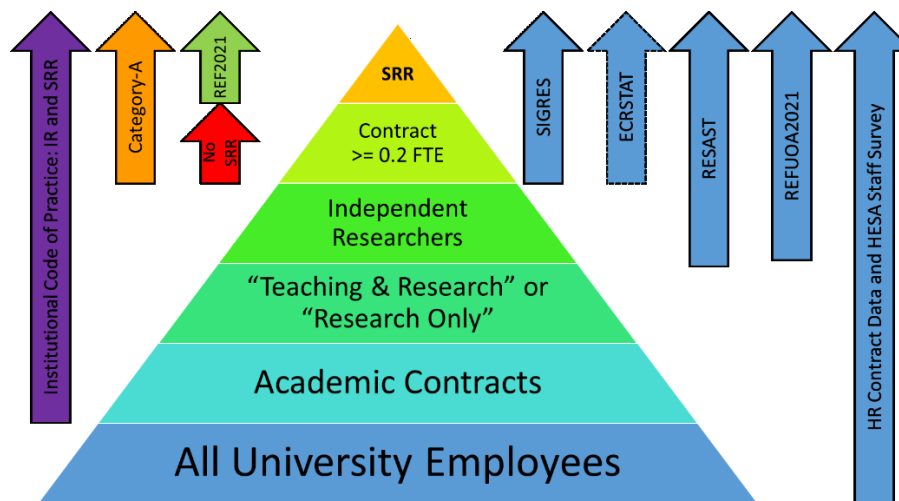 Institutional Code of Practice: IR and SRR
Category-A
REF2021
No
SRR
SRR
Contract
>= 0.2 FTE
Independent
Researchers
“Teaching & Research” or
“Research Only”
Academic Contracts
All University Employees
SIGRES
ECRSTAT
RESAST
REFUOA2021
HR Contract Data and HESA Staff Survey